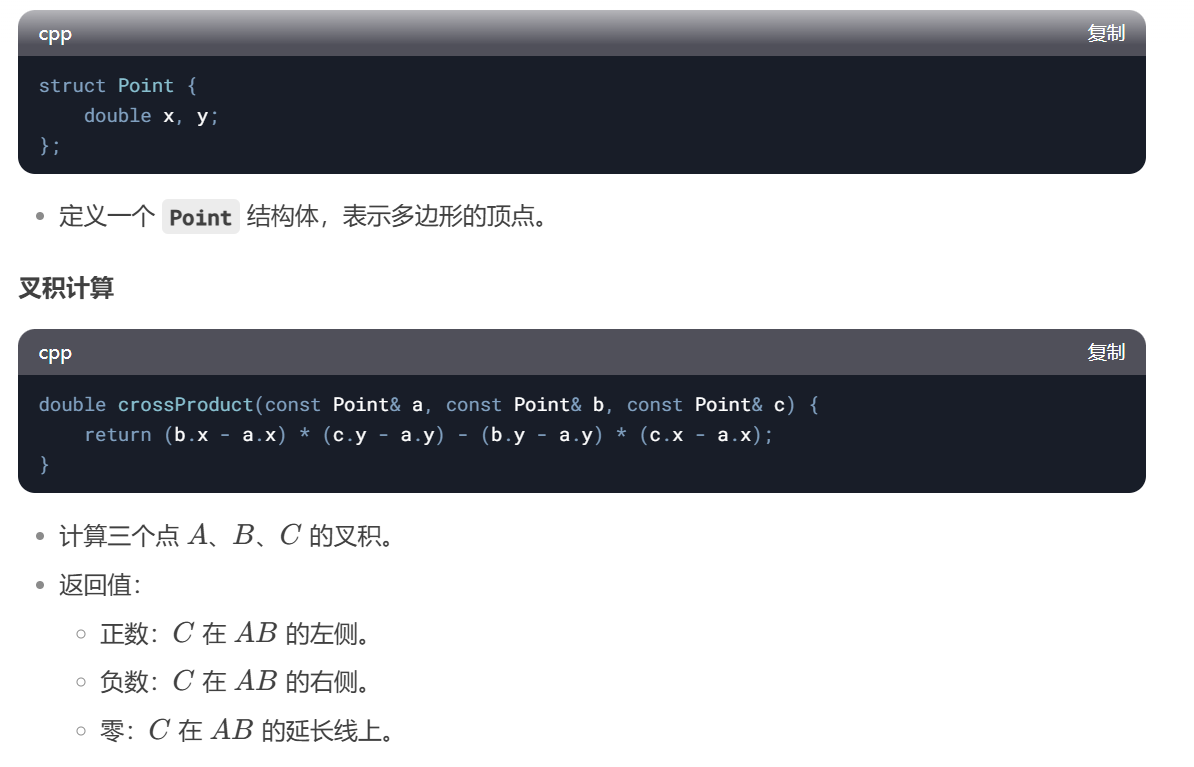 cpp
复制
struct Point {
    double x, y;
};
定义一个 Point 结构体，表示多边形的顶点。
叉积计算
cpp
复制
double crossProduct(const Point& a, const Point& b, const Point& c) {
    return (b.x - a.x) * (c.y - a.y) - (b.y - a.y) * (c.x - a.x);
}
计算三个点 A、B、C 的叉积。
返回值：
正数：C 在 AB 的左侧。
负数：C 在 AB 的右侧。
零：C 在 AB 的延长线上。